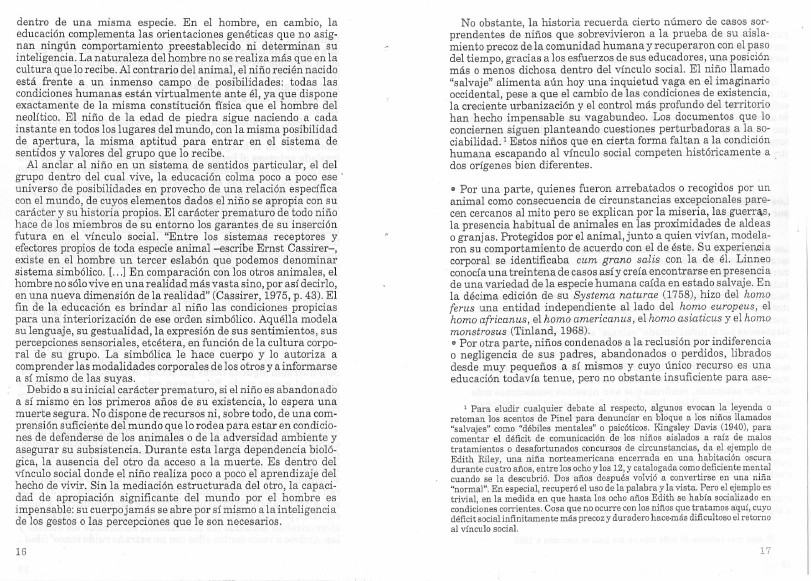 dentro de una misma especie. En el hombre, en cambio, la
educación complementa las orientaciones genéticas que no asig-
nan ningún comportamiento preestablecido ni determinan su
inteligencia. La naturaleza del hombre no se realiza más que en la
cultura que lo recibe. Al contrario del animal, el niño recién nacido
está frente a un inmenso campo de posibilidades: todas las
condiciones humanas están virtualmente ante él, ya que dispone
exactamente de la misma constitución física que el hombre del
neolítico. El niño de la edad de piedra sigue naciendo a cada
instante en todos los lugares del mundo, con la misma posibilidad
de apertura, la misma aptitud para entrar en el sistema de
sentidos y valores del grupo que lo recibe.
Al anclar al niño en un sistema de sentidos particular, el del
grupo dentro del cual vive, la educación colma poco a poco ese
universo de posibilidades en provecho de una relación específica
con el mundo, de cuyos elementos dados el niño se apropia con su
carácter y su historia propios. El carácter prematuro de todo niño
hace de los miembros de su entorno los garantes de su inserción
futura en el vínculo social. "Entre los sistemas receptores y
efectores propios de toda especie animal –escribe Ernst Cassirer–,
existe en el hombre un tercer eslabón que podemos denominar
sistema simbólico. [...] En comparación con los otros animales, el
hombre no sólo vive en una realidad más vasta sino, por así decirlo,
en una nueva dimensión de la realidad" (Cassirer, 1975, p. 43). El
fin de la educación es brindar al niño las condiciones propicias
para una interiorización de ese orden simbólico. Aquélla modela
su lenguaje, su gestualidad, la expresión de sus sentimientos, sus
percepciones sensoriales, etcétera, en función de la cultura corpo-
ral de su grupo. La simbólica le hace cuerpo y lo autoriza a
comprender las modalidades corporales de los otros y a informarse
a sí mismo de las suyas.
Debido a su inicial carácter prematuro, si el niño es abandonado
a sí mismo en los primeros años de su existencia, lo espera una
muerte segura. No dispone de recursos ni, sobre todo, de una com-
prensión suficiente del mundo que lo rodea para estar en condicio-
nes de defenderse de los animales o de la adversidad ambiente y
asegurar su subsistencia. Durante esta larga dependencia bioló-
gica, la ausencia del otro da acceso a la muerte. Es dentro del
vínculo social donde el niño realiza poco a poco el aprendizaje del
hecho de vivir. Sin la mediación estructurada del otro, la capaci-
dad de apropiación significante del mundo por el hombre es
impensable: su cuerpo jamás se abre por sí mismo a la inteligencia
de los gestos o las percepciones que le son necesarios.
16
No obstante, la historia recuerda cierto número de casos sor-
prendentes de niños que sobrevivieron a la prueba de su aisla-
miento precoz de la comunidad humana y recuperaron con el paso
del tiempo, gracias a los esfuerzos de sus educadores, una posición
más o menos dichosa dentro del vínculo social. El niño llamado
"salvaje" alimenta aún hoy una inquietud vaga en el imaginario
occidental, pese a que el cambio de las condiciones de existencia,
la creciente urbanización y el control más profundo del territorio
han hecho impensable su vagabundeo. Los documentos que lo
conciernen siguen planteando cuestiones perturbadoras a la so-
ciabilidad.¹ Estos niños que en cierta forma faltan a la condición
humana escapando al vínculo social competen históricamente a
dos orígenes bien diferentes.
• Por una parte, quienes fueron arrebatados o recogidos por un
animal como consecuencia de circunstancias excepcionales pare-
cen cercanos al mito pero se explican por la miseria, las guerras,
la presencia habitual de animales en las proximidades de aldeas
o granjas. Protegidos por el animal, junto a quien vivían, modela-
ron su comportamiento de acuerdo con el de éste. Su experiencia
corporal se identificaba cum grano salis con la de él. Linneo
conocía una treintena de casos así y creía encontrarse en presencia
de una variedad de la especie humana caída en estado salvaje. En
la décima edición de su Systema naturae (1758), hizo del homo
ferus una entidad independiente al lado del homo europeus, el
homo africanus, el homo americanus, el homo asiaticus y el homo
monstrosus (Tinland, 1968).
• Por otra parte, niños condenados a la reclusión por indiferencia
o negligencia de sus padres, abandonados o perdidos, librados
desde muy pequeños a sí mismos y cuyo único recurso es una
educación todavía tenue, pero no obstante insuficiente para ase-
¹ Para eludir cualquier debate al respecto, algunos evocan la leyenda o
retoman los acentos de Pinel para denunciar en bloque a los niños llamados
"salvajes" como "débiles mentales" o psicóticos. Kingsley Davis (1940), para
comentar el déficit de comunicación de los niños aislados a raíz de malos
tratamientos o desafortunados concursos de circunstancias, da el ejemplo de
Edith Riley, una niña norteamericana encerrada en una habitación oscura
durante cuatro años, entre los ocho y los 12, y catalogada como deficiente mental
cuando se la descubrió. Dos años después volvió a convertirse en una niña
"normal". En especial, recuperó el uso de la palabra y la vista. Pero el ejemplo es
trivial, en la medida en que hasta los ocho años Edith se había socializado en
condiciones corrientes. Cosa que no ocurre con los niños que tratamos aquí, cuyo
déficit social infinitamente más precoz y duradero hace más dificultoso el retorno
al vínculo social.
17